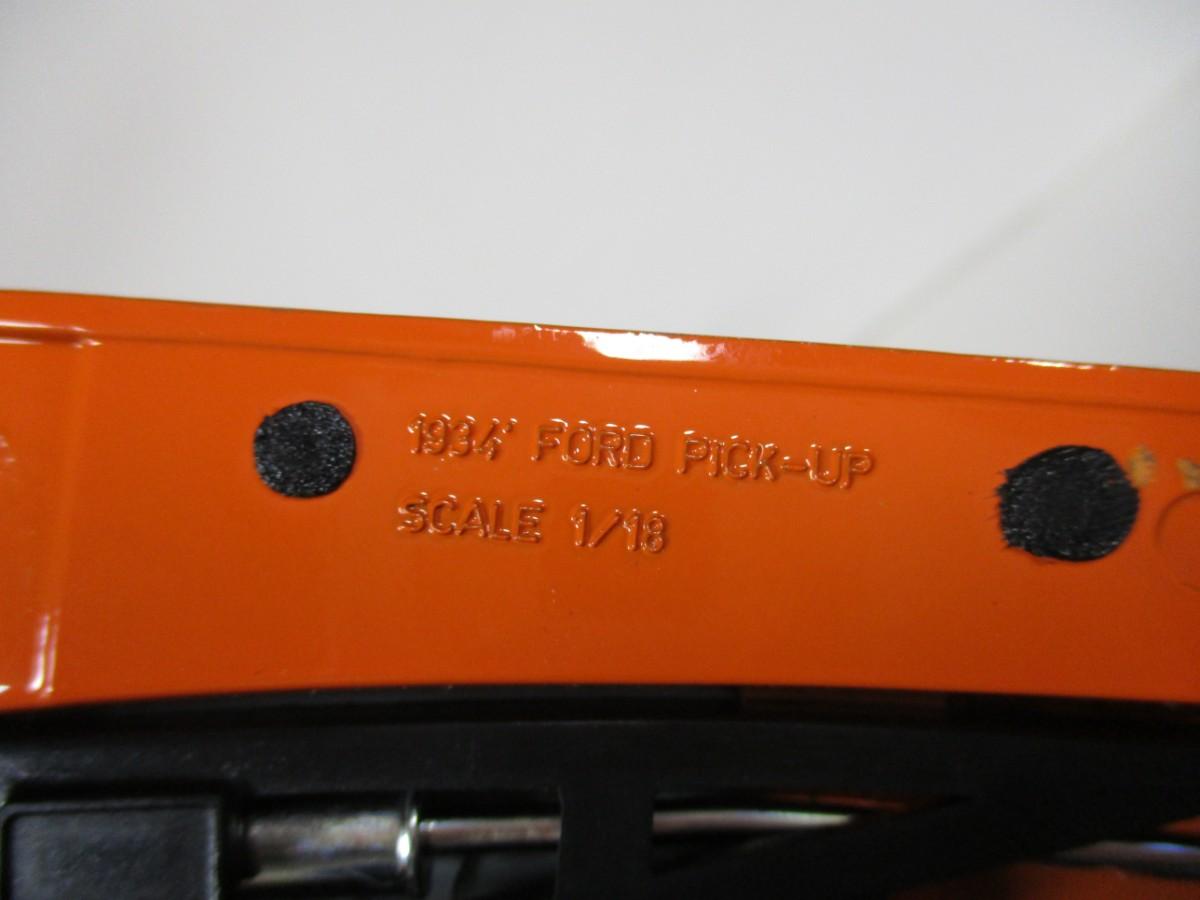 1934' FORD PICK-UP
SCALE 1/18